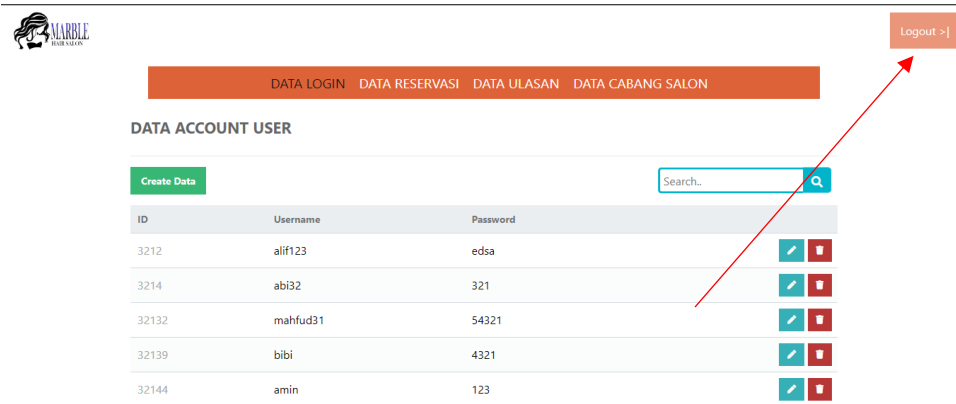 MARBLE
HAIR SALON
Logout >|
DATA LOGIN DATA RESERVASI DATA ULASAN DATA CABANG SALON
DATA ACCOUNT USER
Create Data Search..
ID Username Password
3212 alif123 edsa
3214 abi32 321
32132 mahfud31 54321
32139 bibi 4321
32144 amin 123